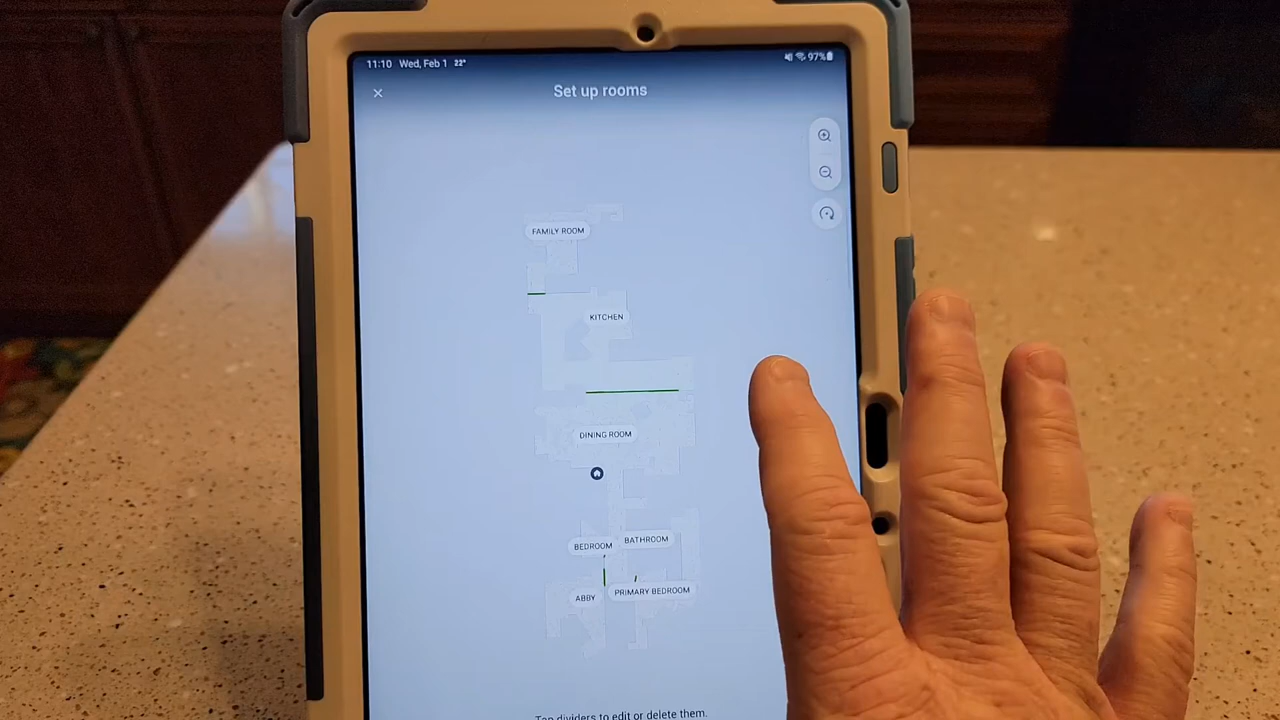 11:10 Wed, Feb 1 22° 97%
Set up rooms
FAMILY ROOM
KITCHEN
DINING ROOM
BATHROOM
BEDROOM
PRIMARY BEDROOM
ABBY
Tap dividers to edit or delete them.